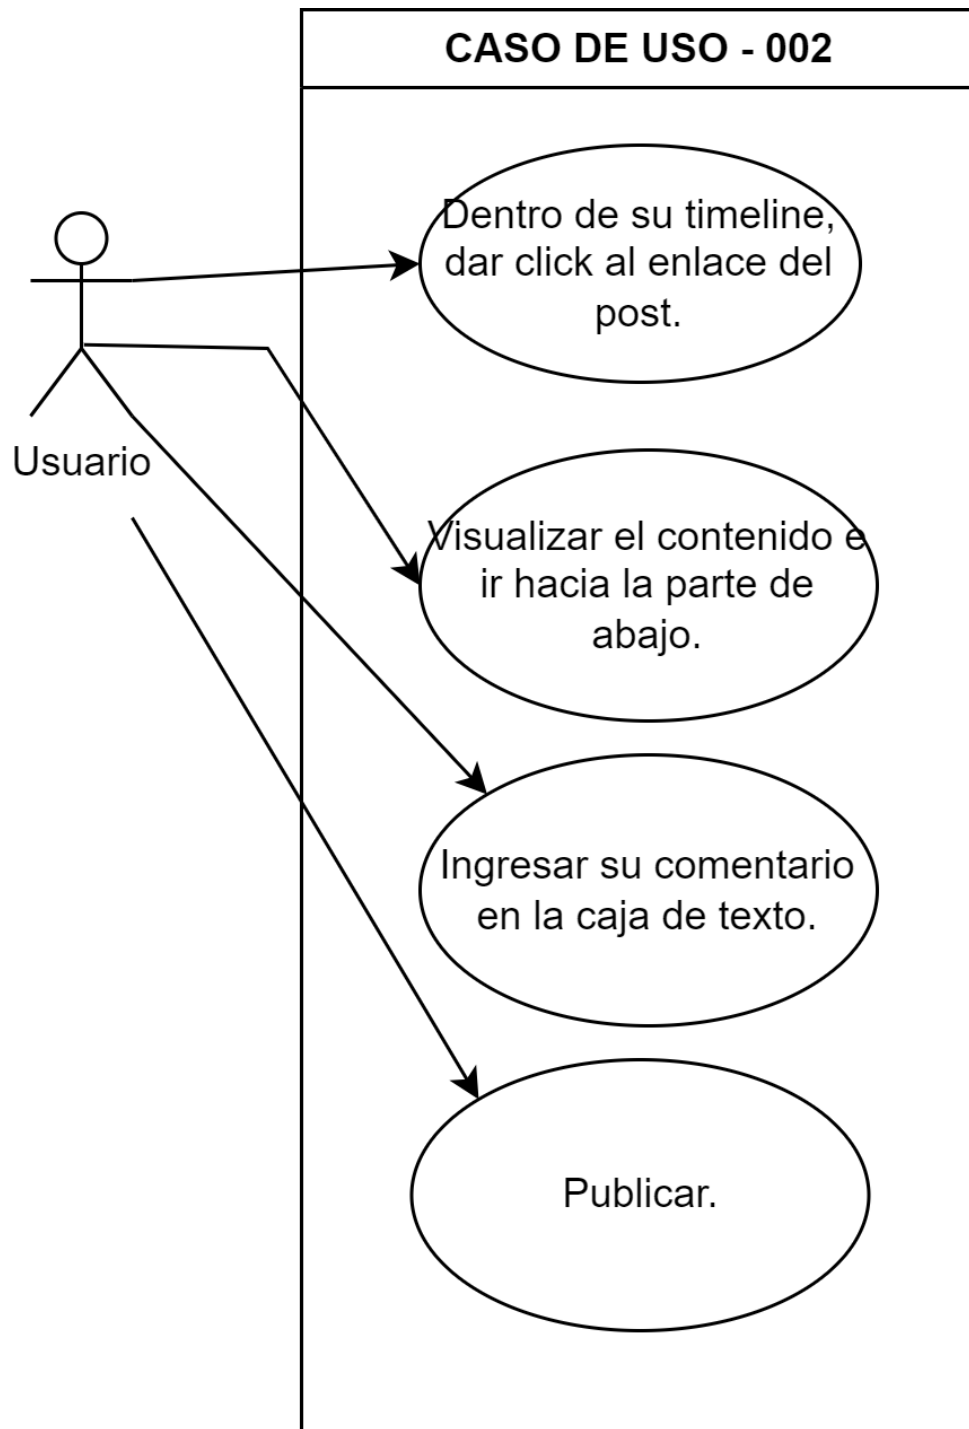 CASO DE USO - 002
Dentro de su timeline,
dar click al enlace del
post.
Usuario
Visualizar el contenido e
ir hacia la parte de
abajo.
Ingresar su comentario
en la caja de texto.
Publicar.